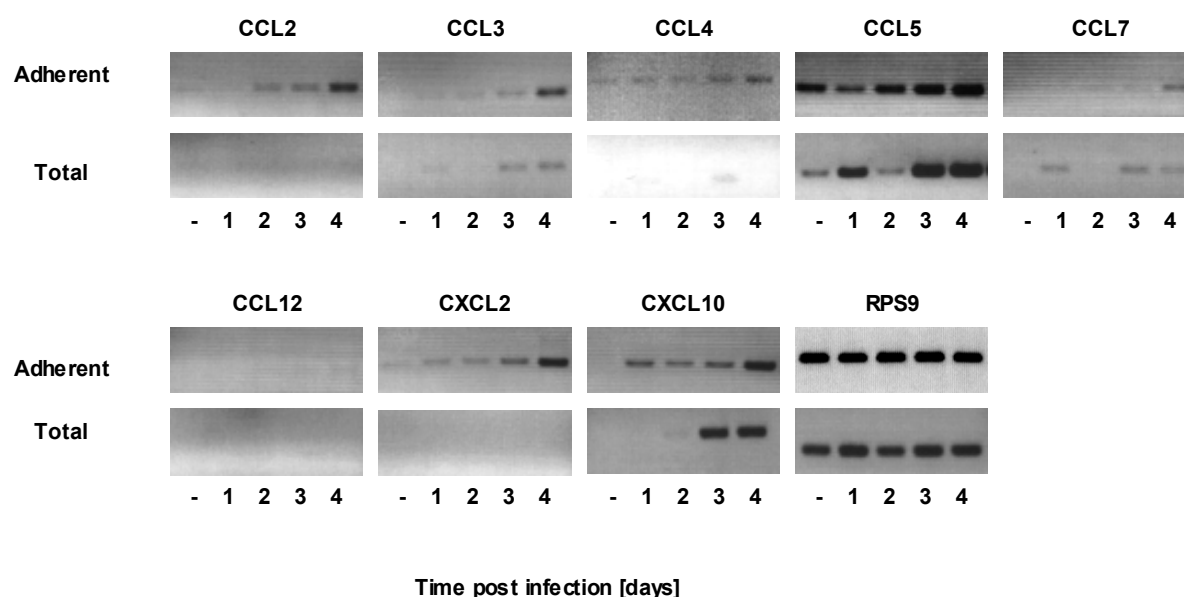 CCL2 CCL3 CCL4 CCL5 CCL7
Adherent
Total
- 1 2 3 4 - 1 2 3 4 - 1 2 3 4 - 1 2 3 4 - 1 2 3 4
CCL12 CXCL2 CXCL10 RPS9
Adherent
Total
- 1 2 3 4 - 1 2 3 4 - 1 2 3 4 - 1 2 3 4
Time post infection [days]